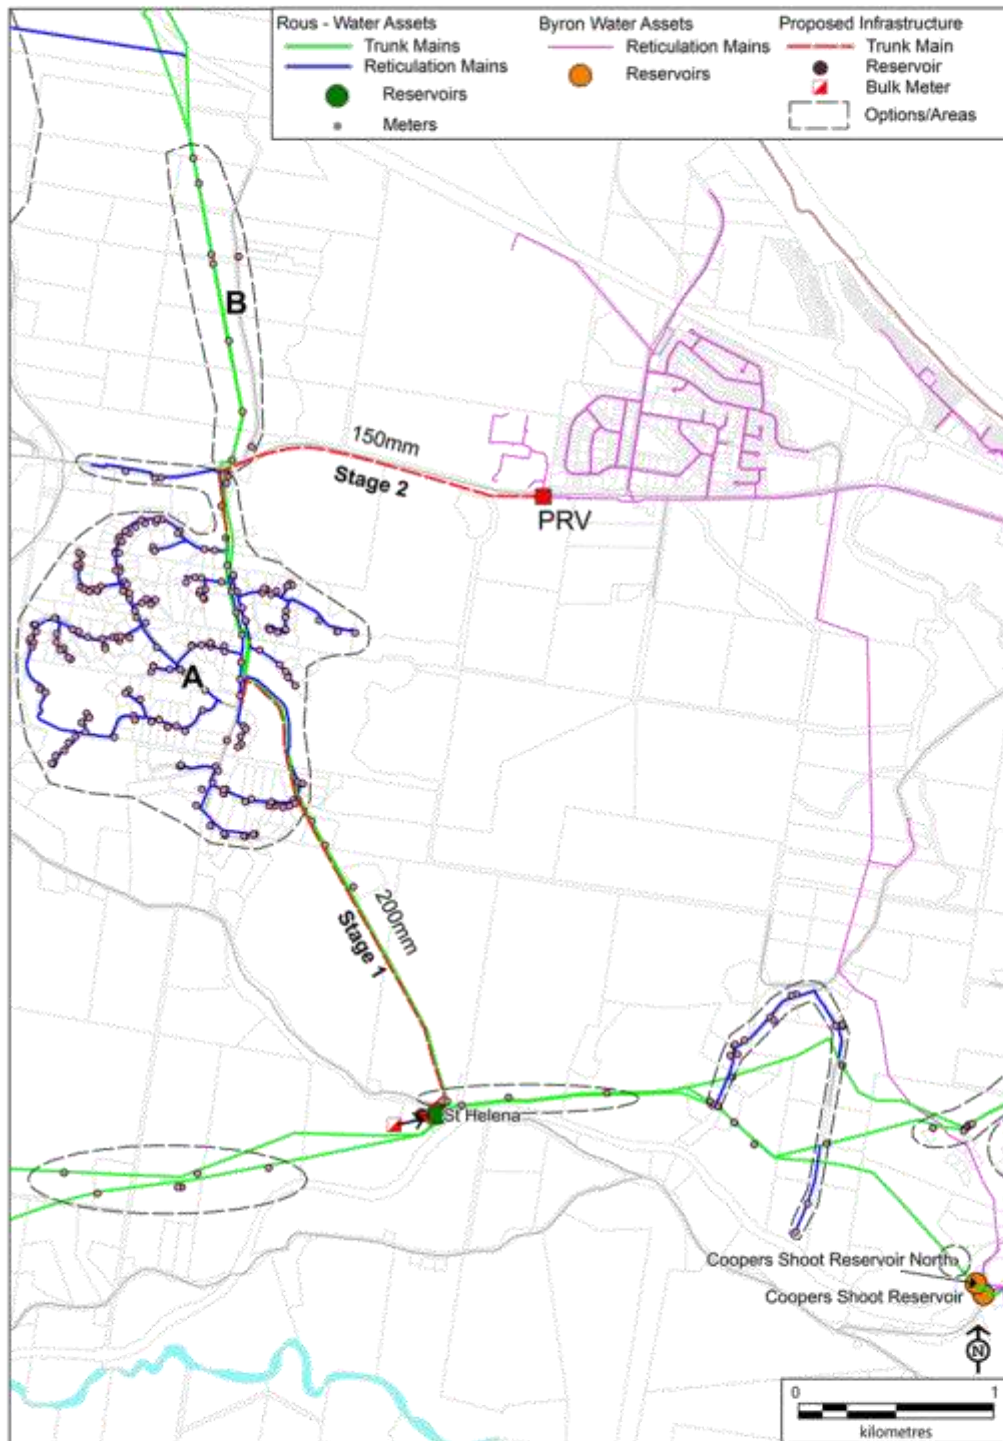 Rous - Water Assets
Trunk Mains
Reticulation Mains
Reservoirs
Meters
Byron Water Assets
Reticulation Mains
Reservoirs
Proposed Infrastructure
Trunk Main
Reservoir
Bulk Meter
Options/Areas
B
150mm
Stage 2
PRV
A
200mm
Stage 1
St Helena
Coopers Shoot Reservoir North
Coopers Shoot Reservoir
N
0 1
kilometres